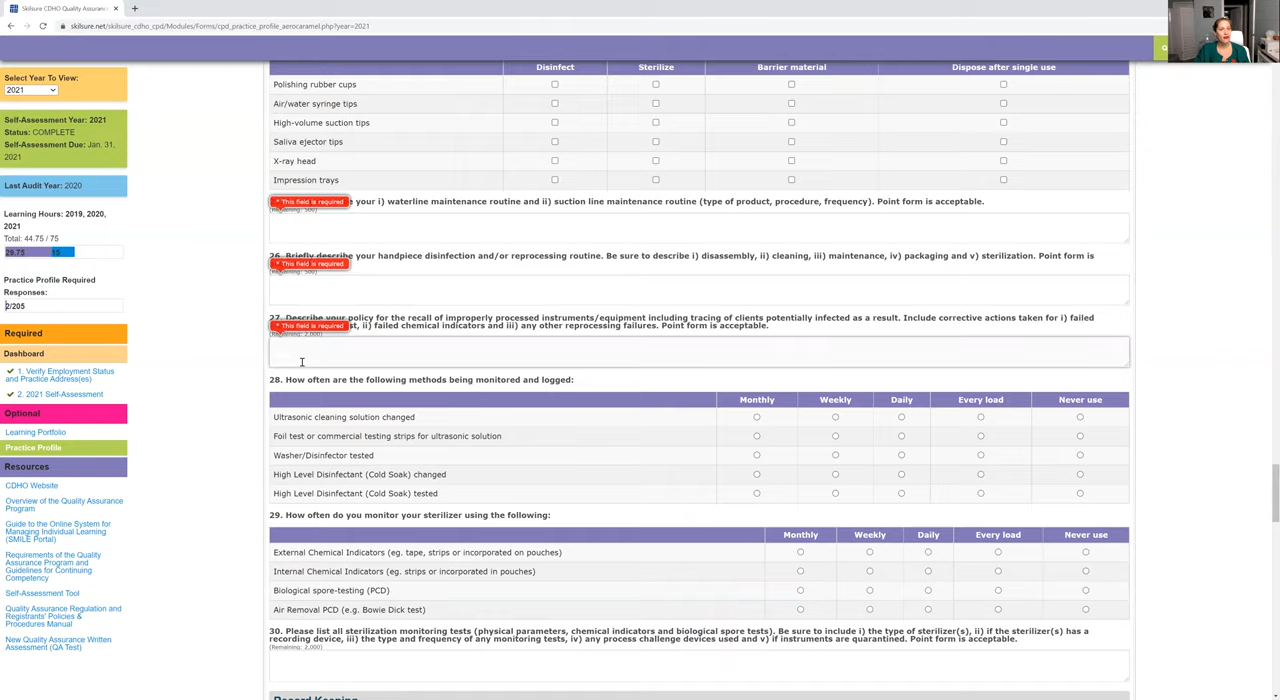 Skilsure CDHO Quality Assuranc
skilsure.net/skilsure_cdho_cpd/Modules/Forms/cpd_practice_profile_aerocaramel.php?year=2021
Select Year To View:
2021
Self-Assessment Year: 2021
Status: COMPLETE
Self-Assessment Due: Jan. 31,
2021
Last Audit Year: 2020
Learning Hours: 2019, 2020,
2021
Total: 44.75 / 75
29.75 15
Practice Profile Required
Responses:
2/205
Required
Dashboard
1. Verify Employment Status
and Practice Address(es)
2. 2021 Self-Assessment
Optional
Learning Portfolio
Practice Profile
Resources
CDHO Website
Overview of the Quality Assurance
Program
Guide to the Online System for
Managing Individual Learning
(SMILE Portal)
Requirements of the Quality
Assurance Program and
Guidelines for Continuing
Competency
Self-Assessment Tool
Quality Assurance Regulation and
Registrants' Policies &
Procedures Manual
New Quality Assurance Written
Assessment (QA Test)
Disinfect Sterilize Barrier material Dispose after single use
Polishing rubber cups
Air/water syringe tips
High-volume suction tips
Saliva ejector tips
X-ray head
Impression trays
* This field is required
your i) waterline maintenance routine and ii) suction line maintenance routine (type of product, procedure, frequency). Point form is acceptable.
(Remaining: 500)
26. Briefly describe your handpiece disinfection and/or reprocessing routine. Be sure to describe i) disassembly, ii) cleaning, iii) maintenance, iv) packaging and v) sterilization. Point form is
* This field is required
(Remaining: 500)
27. Describe your policy for the recall of improperly processed instruments/equipment including tracing of clients potentially infected as a result. Include corrective actions taken for i) failed
* This field is required
ii) failed chemical indicators and iii) any other reprocessing failures. Point form is acceptable.
(Remaining: 2,000)
28. How often are the following methods being monitored and logged:
Monthly Weekly Daily Every load Never use
Ultrasonic cleaning solution changed
Foil test or commercial testing strips for ultrasonic solution
Washer/Disinfector tested
High Level Disinfectant (Cold Soak) changed
High Level Disinfectant (Cold Soak) tested
29. How often do you monitor your sterilizer using the following:
Monthly Weekly Daily Every load Never use
External Chemical Indicators (eg. tape, strips or incorporated on pouches)
Internal Chemical Indicators (eg. strips or incorporated in pouches)
Biological spore-testing (PCD)
Air Removal PCD (e.g. Bowie Dick test)
30. Please list all sterilization monitoring tests (physical parameters, chemical indicators and biological spore tests). Be sure to include i) the type of sterilizer(s), ii) if the sterilizer(s) has a
recording device, iii) the type and frequency of any monitoring tests, iv) any process challenge devices used and v) if instruments are quarantined. Point form is acceptable.
(Remaining: 2,000)
Record Keeping